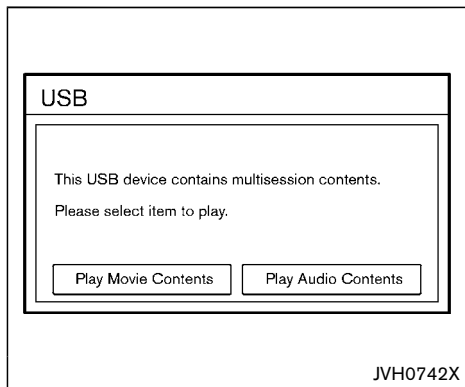 USB
This USB device contains multisession contents.
Please select item to play.
Play Movie Contents
Play Audio Contents
JVH0742X